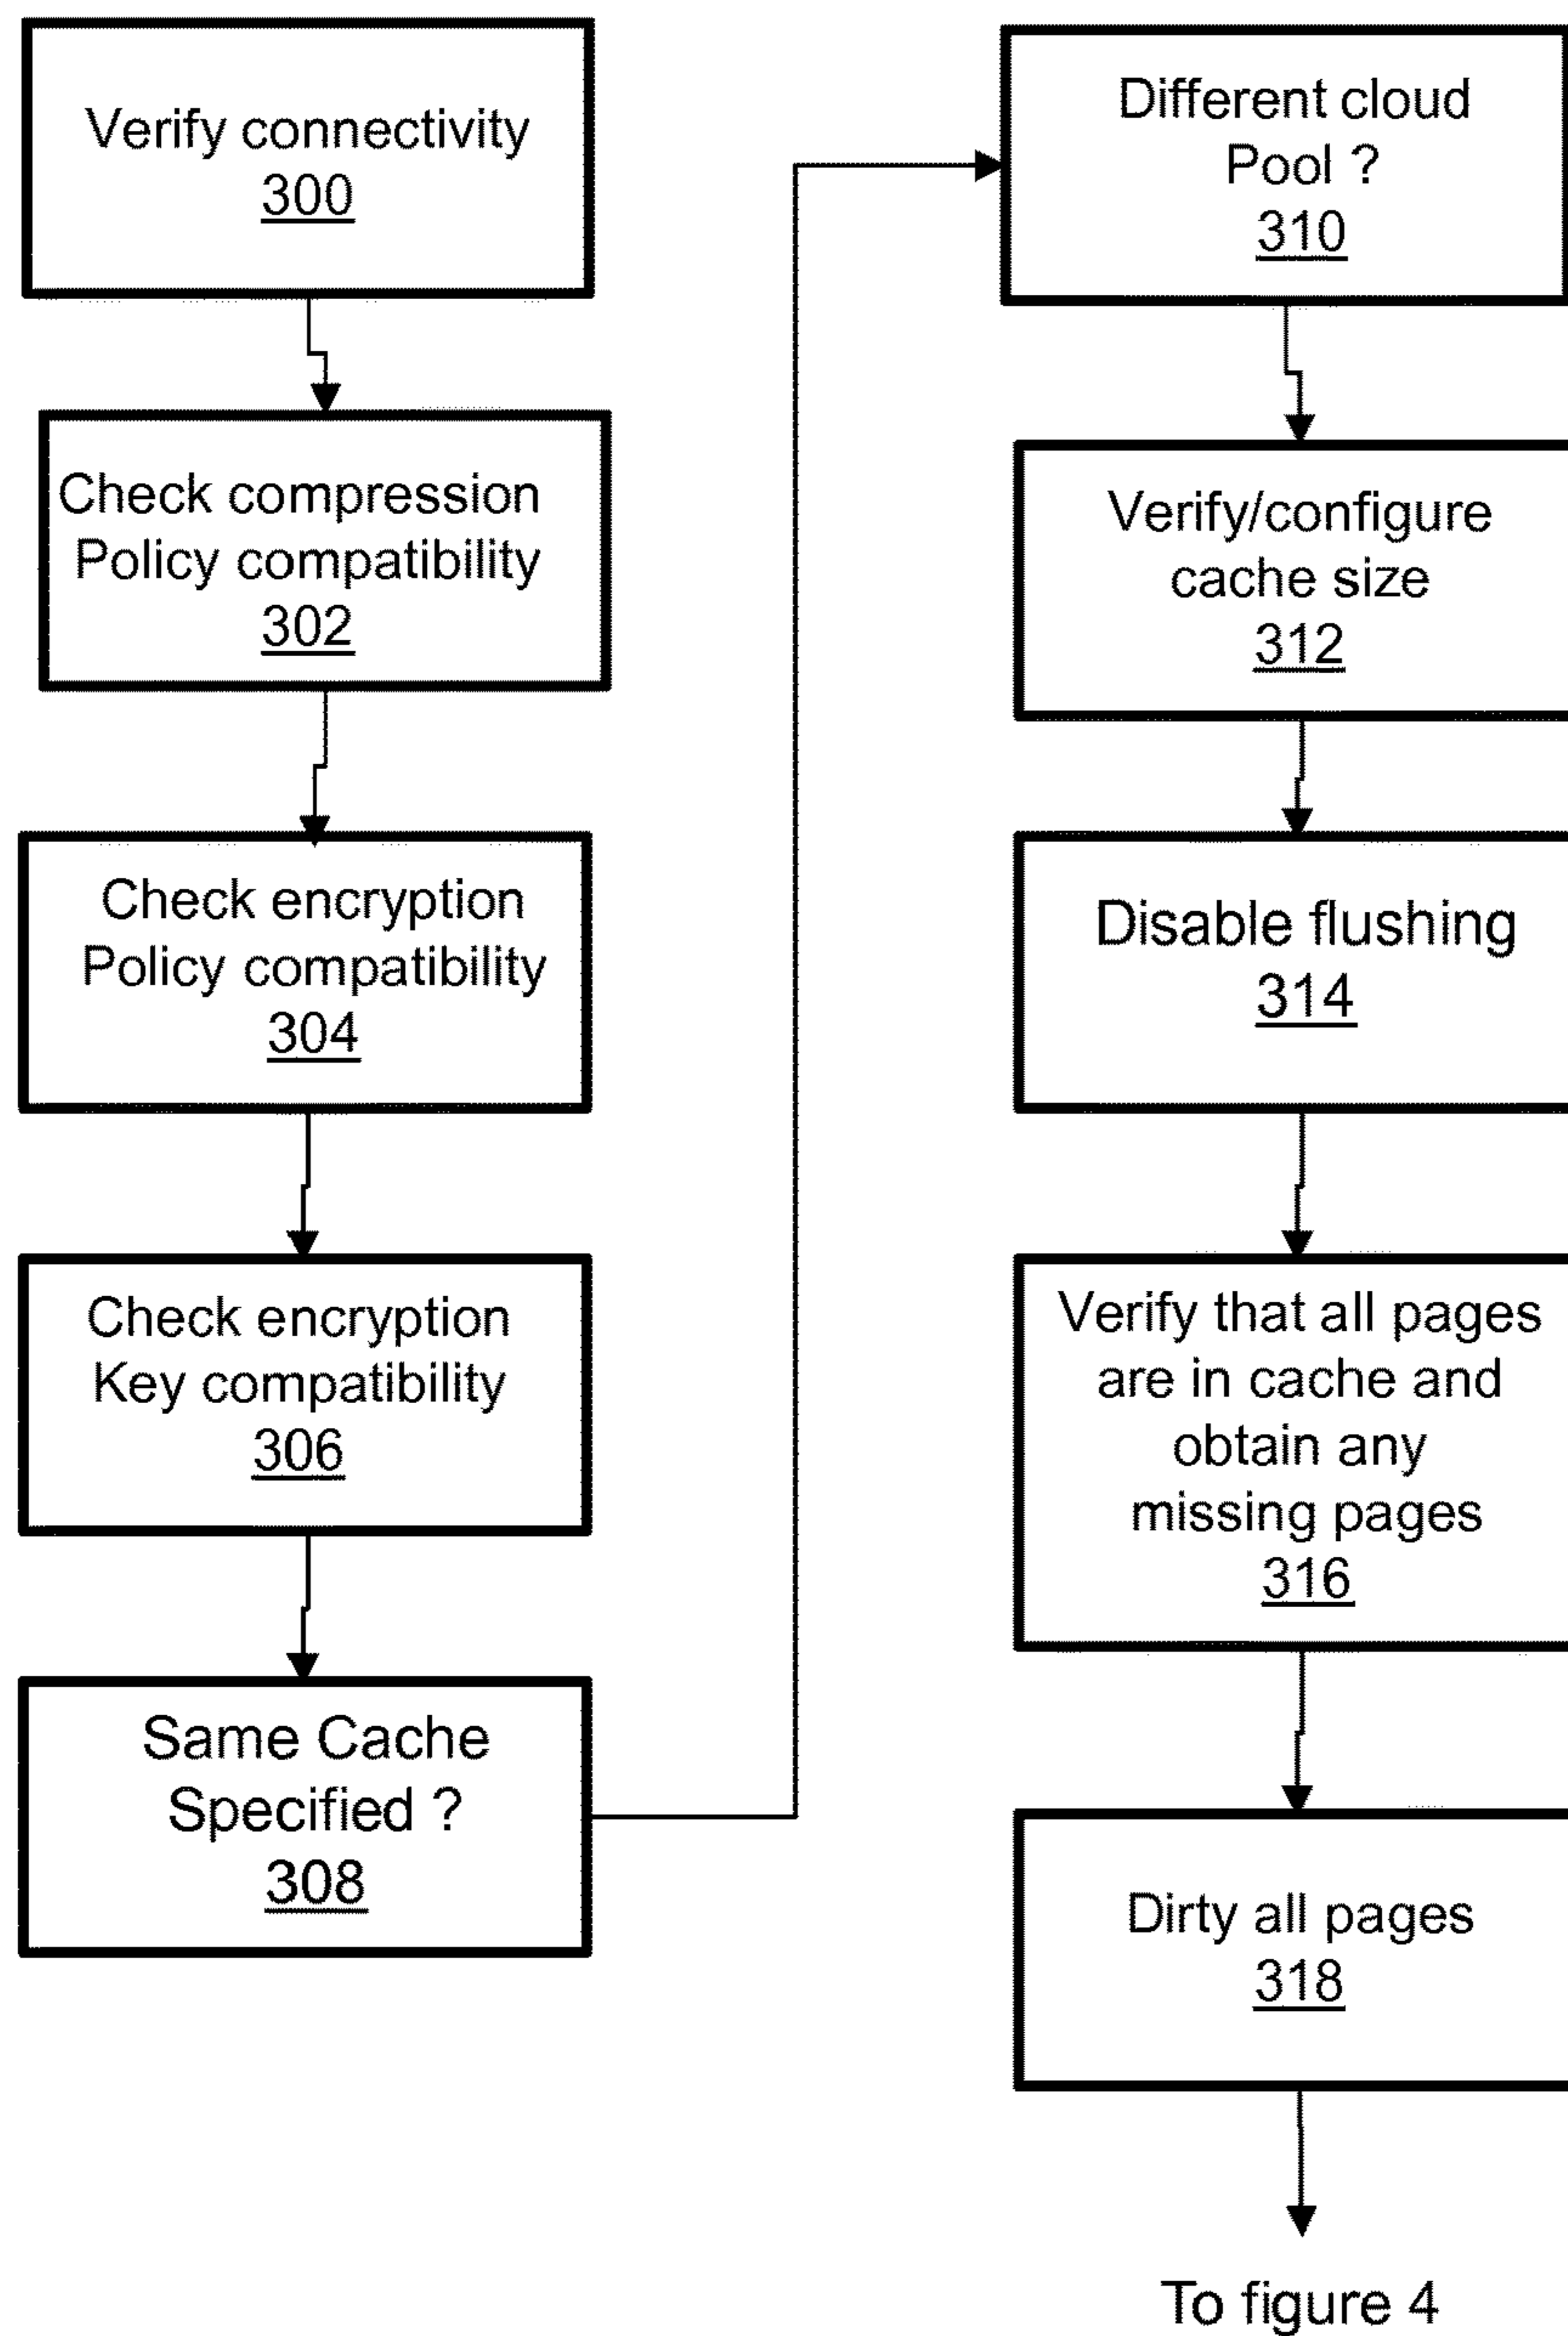 Verify connectivity
300
Check compression
Policy compatibility
302
Check encryption
Policy compatibility
304
Check encryption
Key compatibility
306
Same Cache
Specified ?
308
Different cloud
Pool ?
310
Verify/configure
cache size
312
Disable flushing
314
Verify that all pages
are in cache and
obtain any
missing pages
316
Dirty all pages
318
To figure 4